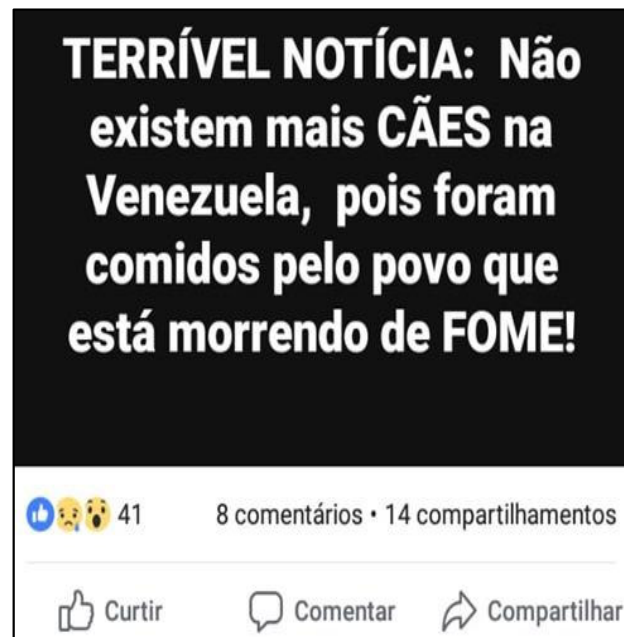 TERRÍVEL NOTÍCIA: Não
existem mais CÃES na
Venezuela, pois foram
comidos pelo povo que
está morrendo de FOME!
41 8 comentários • 14 compartilhamentos
Curtir Comentar Compartilhar